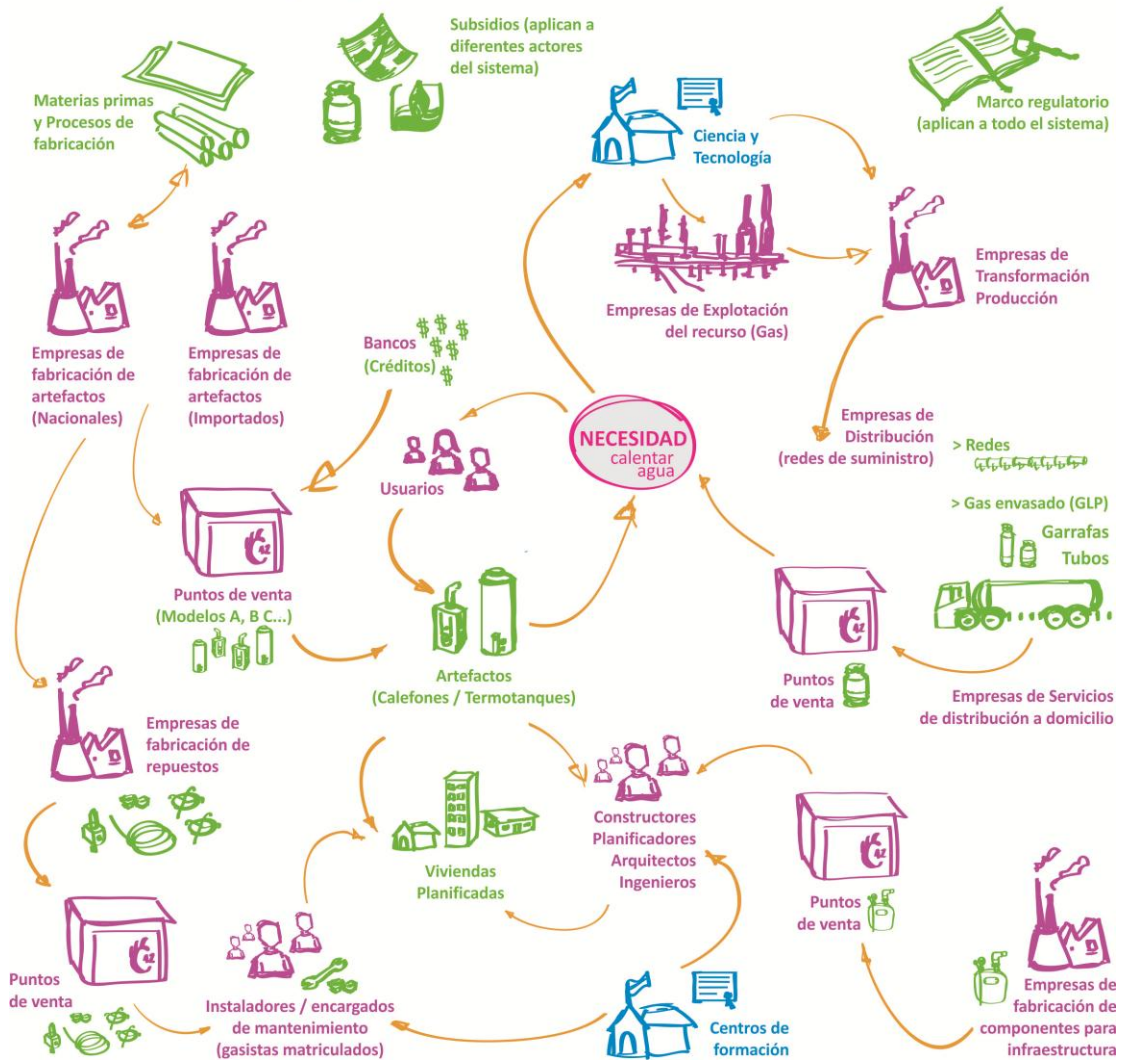 Subsidios (aplican a
diferentes actores
del sistema)
Materias primas
y Procesos de
fabricación
Ciencia y
Tecnología
Marco regulatorio
(aplican a todo el sistema)
Empresas de
fabricación de
artefactos
(Nacionales)
Empresas de
fabricación de
artefactos
(Importados)
Bancos
(Créditos)
$ $ $
$ $
$ $
$
Empresas de Explotación
del recurso (Gas)
Empresas de
Transformación
Producción
Usuarios
NECESIDAD
calentar
agua
Empresas de
Distribución
(redes de suministro)
> Redes
> Gas envasado (GLP)
Garrafas
Tubos
Puntos de venta
(Modelos A, B C...)
Artefactos
(Calefones / Termotanques)
Puntos
de venta
Empresas de Servicios
de distribución a domicilio
Empresas de
fabricación de
repuestos
Viviendas
Planificadas
Constructores
Planificadores
Arquitectos
Ingenieros
Puntos
de venta
Puntos
de venta
Instaladores / encargados
de mantenimiento
(gasistas matriculados)
Centros de
formación
Empresas de
fabricación de
componentes para
infraestructura